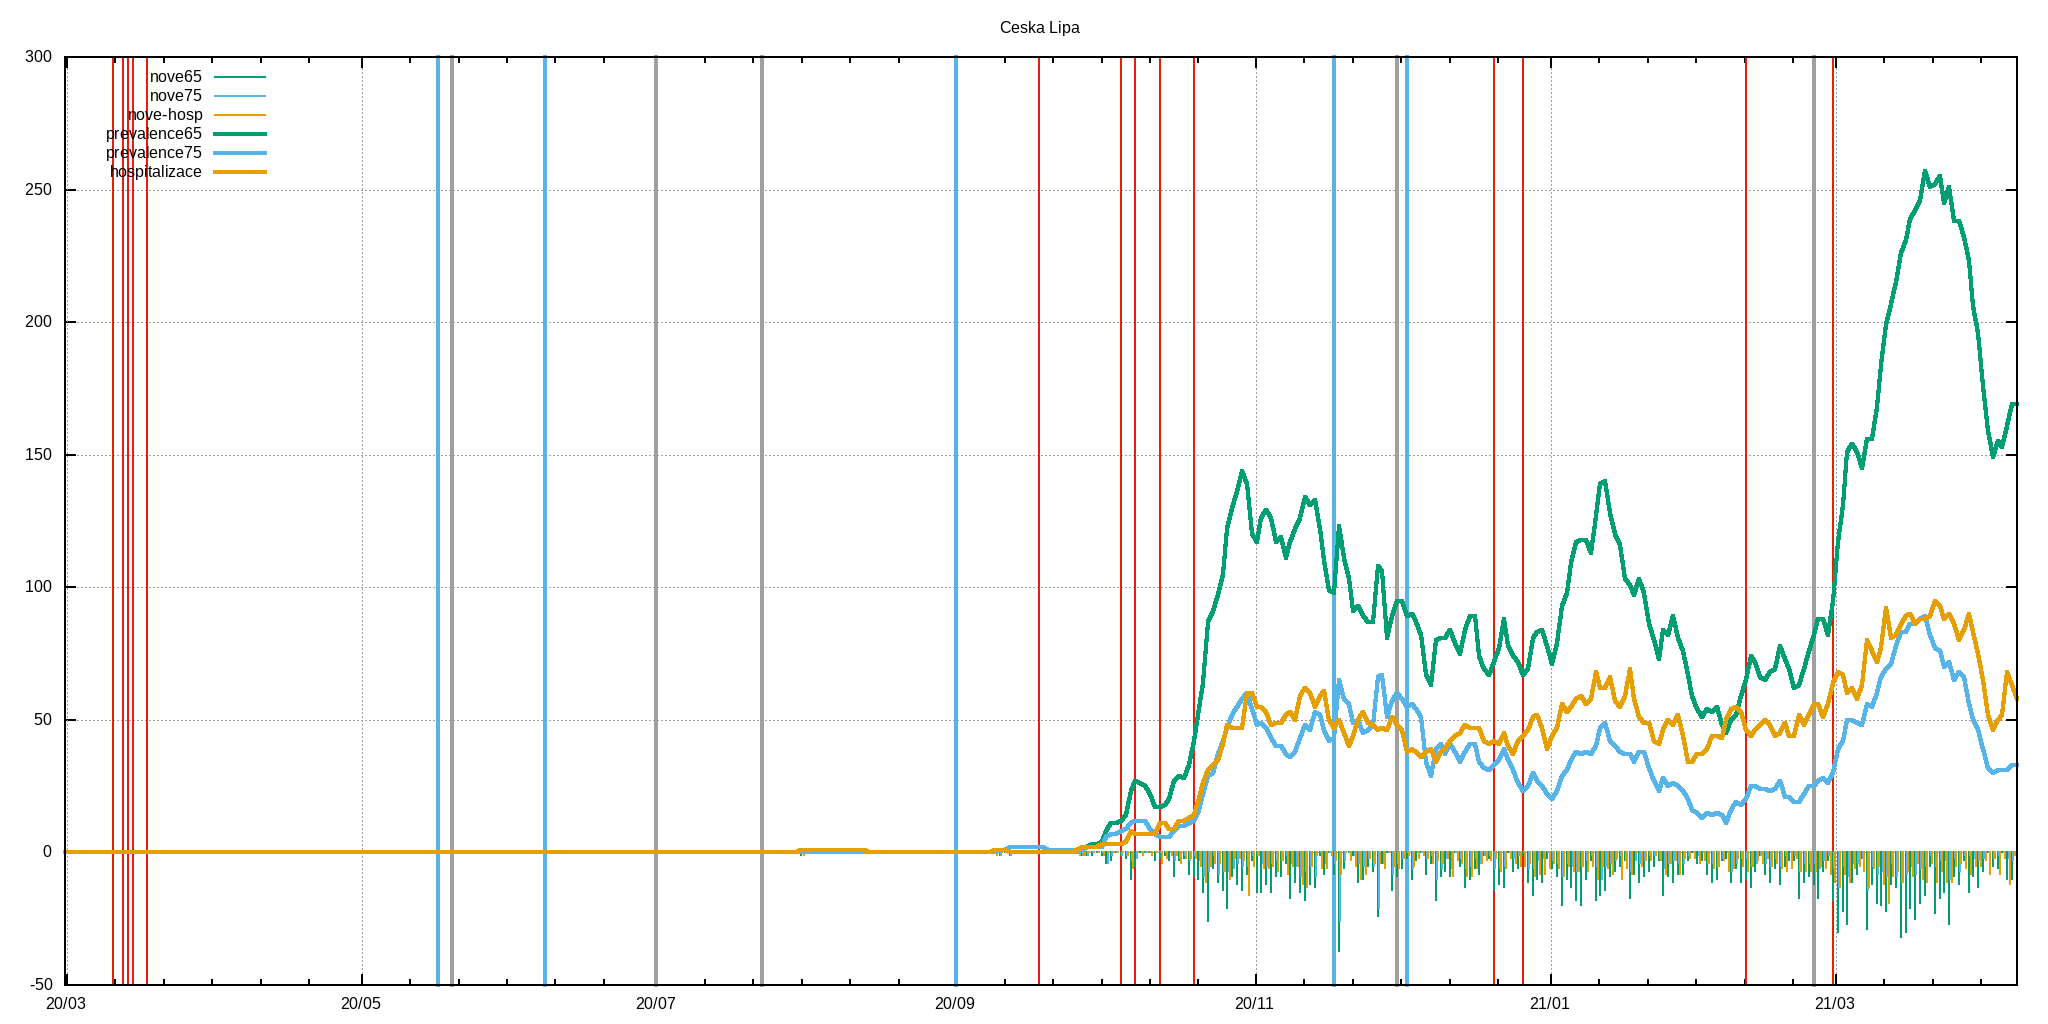 Ceska Lipa
300
nove65
nove75
nove-hosp
prevalence65
prevalence75
hospitalizace
250
200
150
100
50
0
-50
20/03 20/05 20/07 20/09 20/11 21/01 21/03